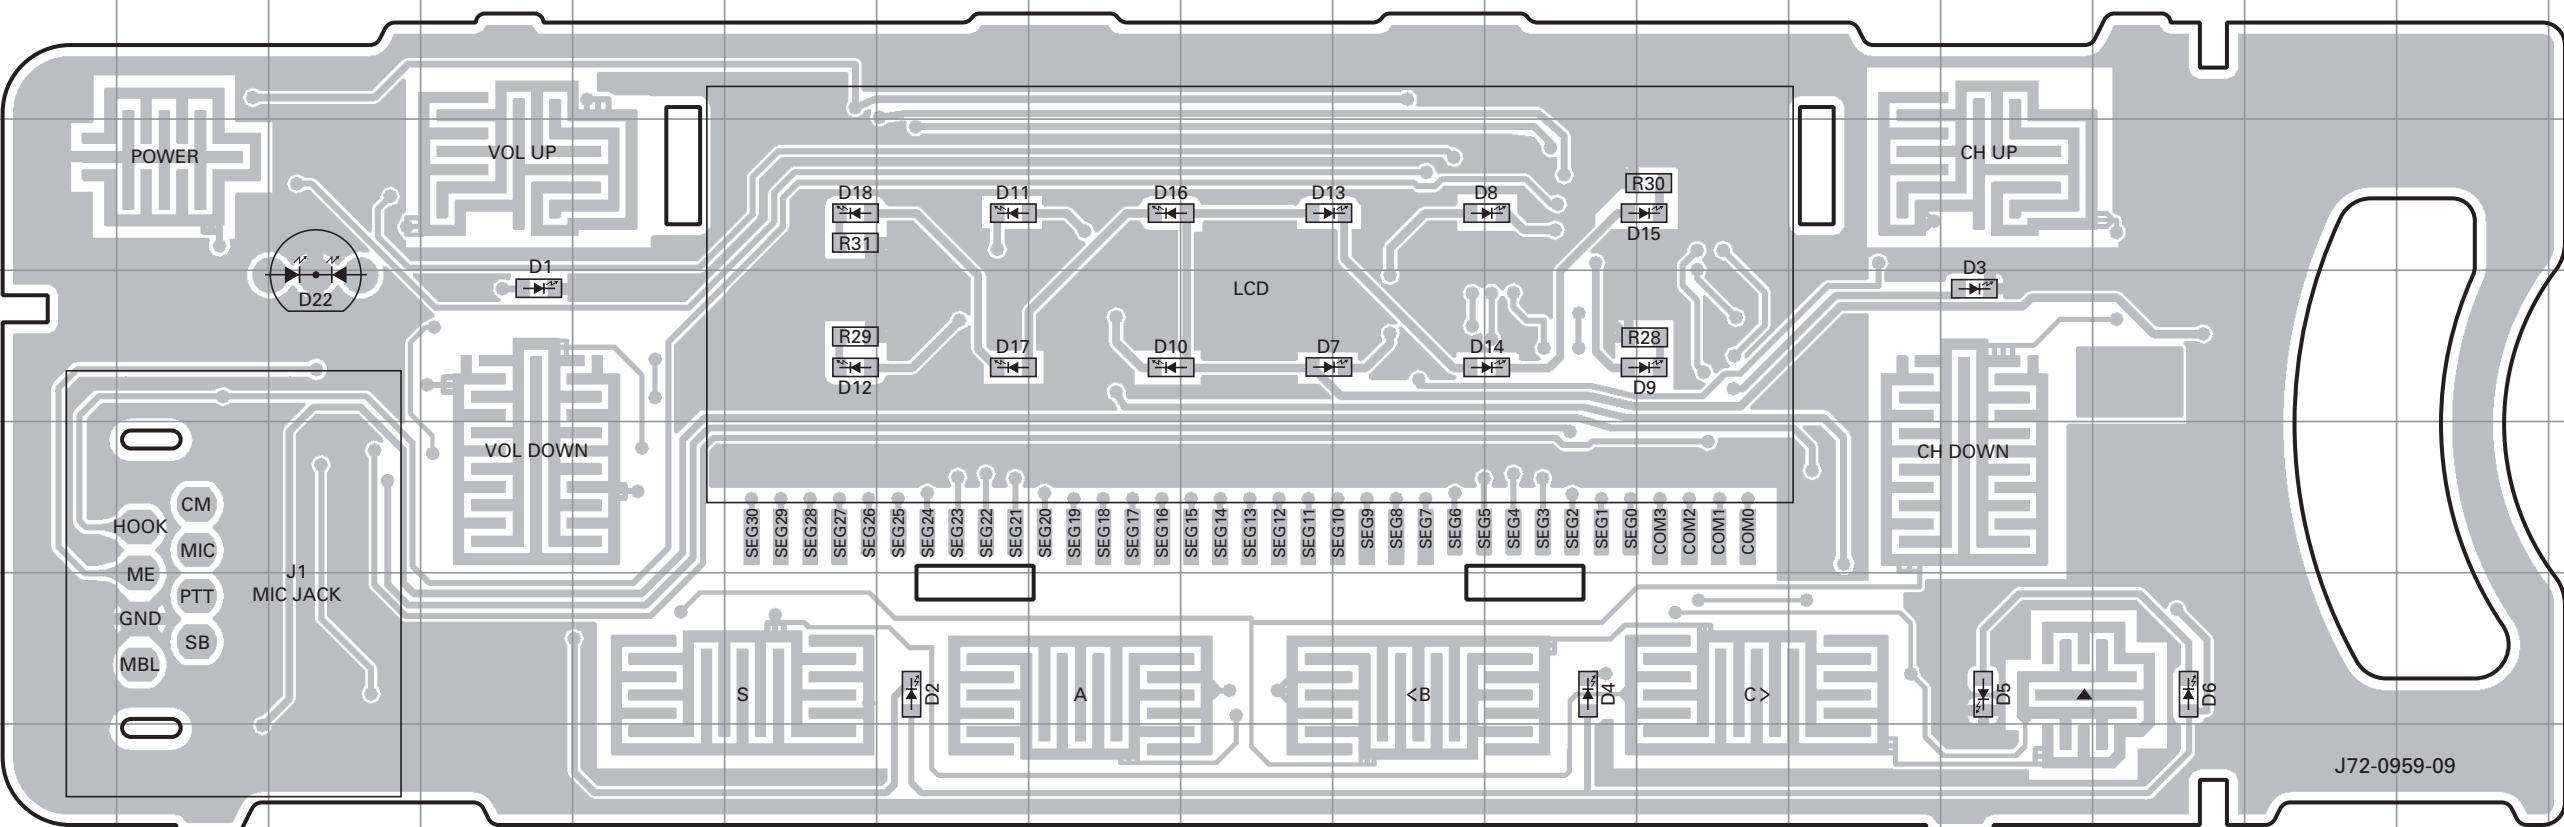 POWER
VOL UP
CH UP
D18
D11
D16
D13
D8
R30
R31
D15
D1
LCD
D3
D22
R29
D17
D10
D7
D14
R28
D12
D9
VOL DOWN
CH DOWN
CM
HOOK
MIC
ME
J1
MIC JACK
PTT
GND
SB
MBL
SEG30
SEG29
SEG28
SEG27
SEG26
SEG25
SEG24
SEG23
SEG22
SEG21
SEG20
SEG19
SEG18
SEG17
SEG16
SEG15
SEG14
SEG13
SEG12
SEG11
SEG10
SEG9
SEG8
SEG7
SEG6
SEG5
SEG4
SEG3
SEG2
SEG1
SEG0
COM3
COM2
COM1
COM0
S
D2
A
<B
D4
C>
D5
▲
D6
J72-0959-09